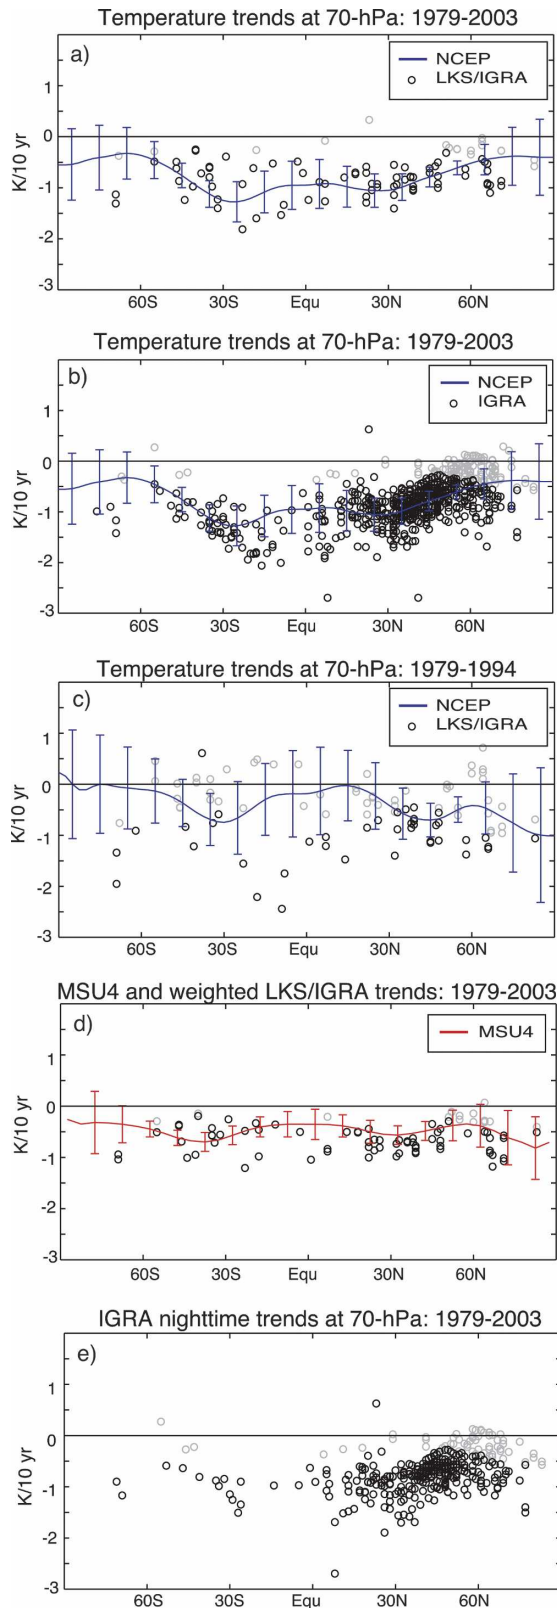 Temperature trends at 70-hPa: 1979-2003
a)
NCEP
LKS/IGRA
1
0
-1
-2
-3
K/10 yr
60S 30S Equ 30N 60N
Temperature trends at 70-hPa: 1979-2003
b)
NCEP
IGRA
1
0
-1
-2
-3
K/10 yr
60S 30S Equ 30N 60N
Temperature trends at 70-hPa: 1979-1994
c)
NCEP
LKS/IGRA
1
0
-1
-2
-3
K/10 yr
60S 30S Equ 30N 60N
MSU4 and weighted LKS/IGRA trends: 1979-2003
d)
MSU4
1
0
-1
-2
-3
K/10 yr
60S 30S Equ 30N 60N
IGRA nighttime trends at 70-hPa: 1979-2003
e)
1
0
-1
-2
-3
K/10 yr
60S 30S Equ 30N 60N